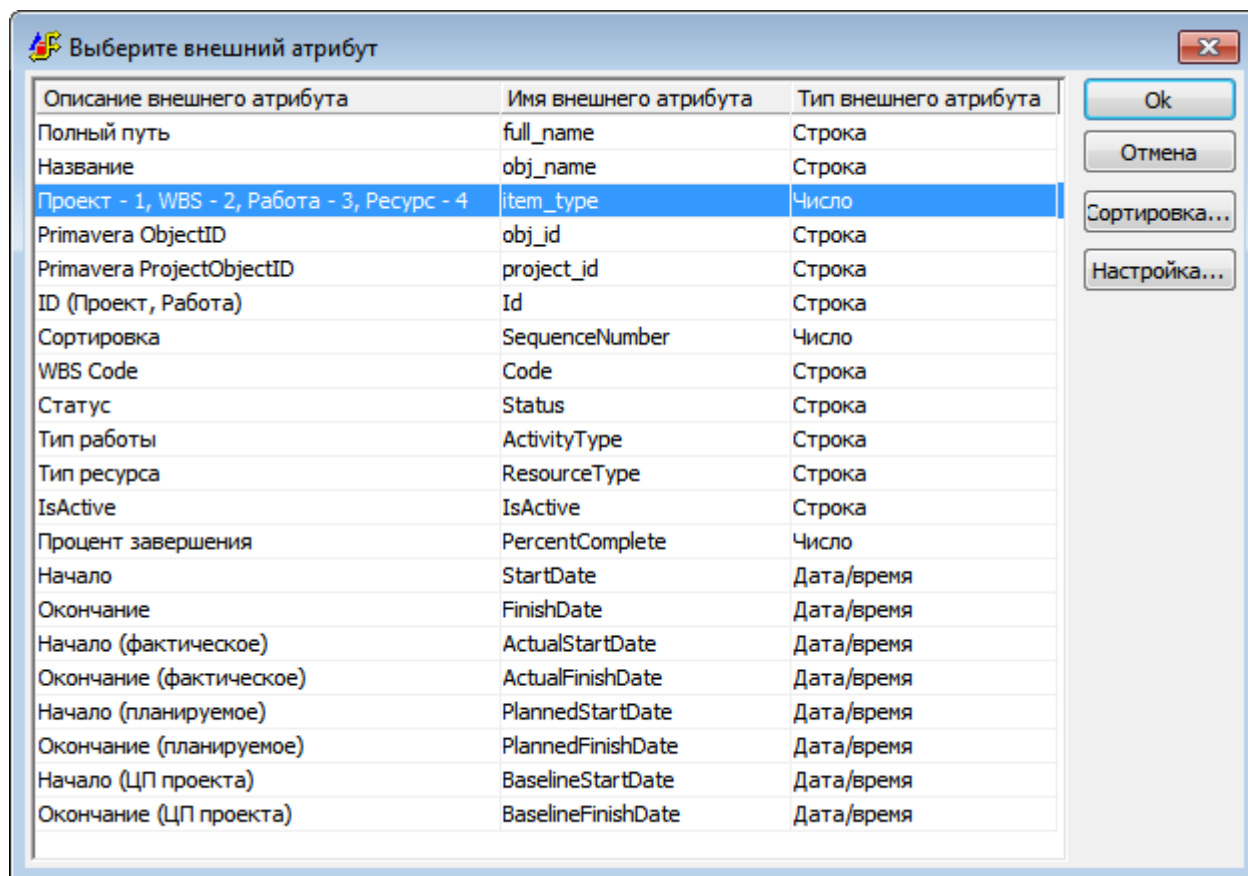 Выберите внешний атрибут
Описание внешнего атрибута Имя внешнего атрибута Тип внешнего атрибута
Ok
Полный путь full_name Строка
Название obj_name Строка
Отмена
Проект - 1, WBS - 2, Работа - 3, Ресурс - 4 item_type Число
Сортировка...
Primavera ObjectID obj_id Строка
Primavera ProjectObjectID project_id Строка
Настройка...
ID (Проект, Работа) Id Строка
Сортировка SequenceNumber Число
WBS Code Code Строка
Статус Status Строка
Тип работы ActivityType Строка
Тип ресурса ResourceType Строка
IsActive IsActive Строка
Процент завершения PercentComplete Число
Начало StartDate Дата/время
Окончание FinishDate Дата/время
Начало (фактическое) ActualStartDate Дата/время
Окончание (фактическое) ActualFinishDate Дата/время
Начало (планируемое) PlannedStartDate Дата/время
Окончание (планируемое) PlannedFinishDate Дата/время
Начало (ЦП проекта) BaselineStartDate Дата/время
Окончание (ЦП проекта) BaselineFinishDate Дата/время